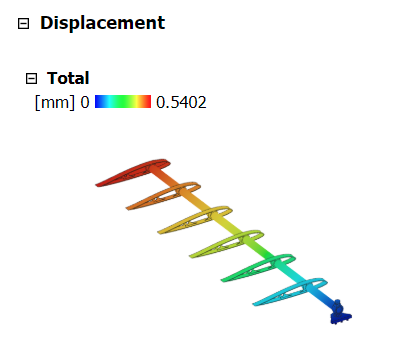 Displacement
Total
[mm] 0 0.5402